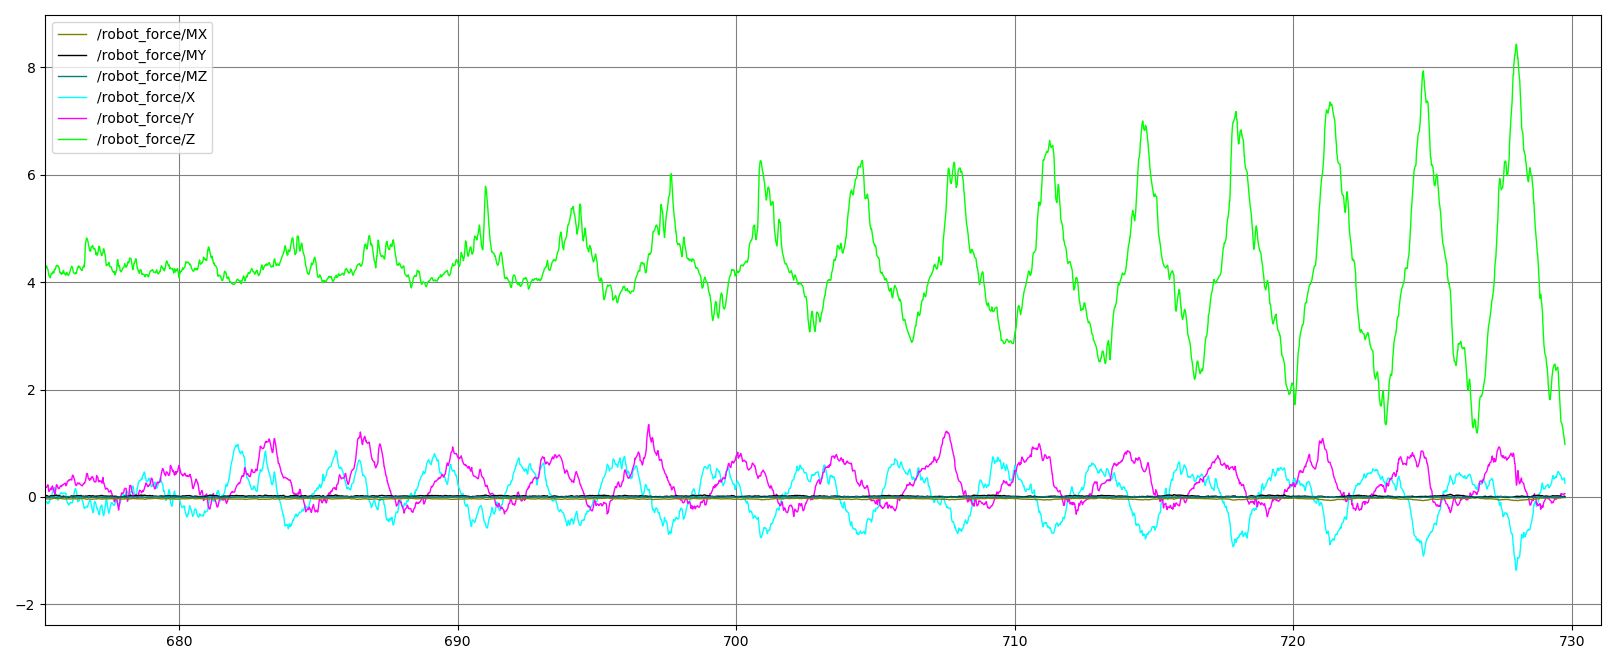 /robot_force/MX
/robot_force/MY
/robot_force/MZ
/robot_force/X
/robot_force/Y
/robot_force/Z
8
6
4
2
0
−2
680 690 700 710 720 730